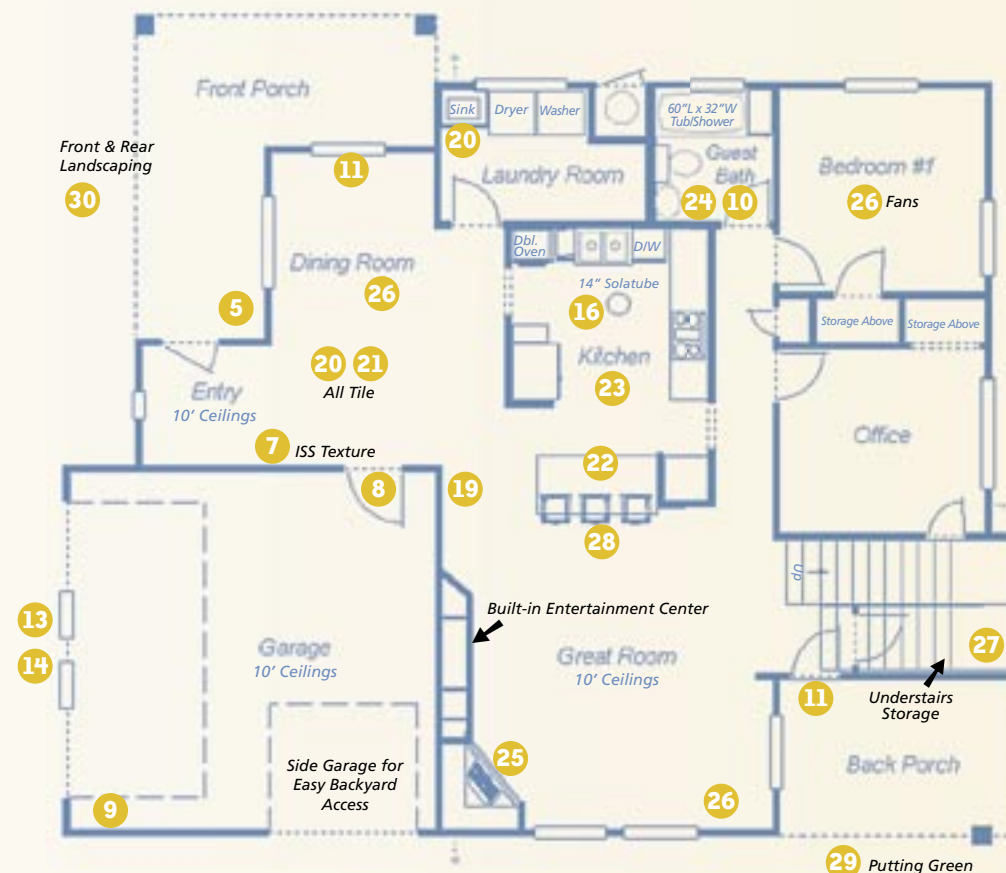 Front Porch
Front & Rear
Landscaping
30
11
5
Sink
Dryer
Washer
20
Laundry Room
60"L x 32"W
Tub/Shower
Guest
Bath
24
10
Bedroom #1
26
Fans
Dining Room
26
Dbl.
Oven
D/W
14" Solatube
16
Kitchen
23
Storage Above
Storage Above
20
21
All Tile
Entry
10' Ceilings
7
ISS Texture
8
19
22
28
Office
UP
13
14
Garage
10' Ceilings
Built-in Entertainment Center
Great Room
10' Ceilings
27
11
Understairs
Storage
Side Garage for
Easy Backyard
Access
9
25
26
Back Porch
29
Putting Green